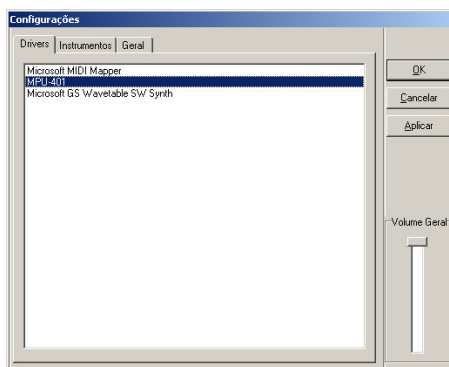 Configurações
Drivers Instrumentos Geral
Microsoft MIDI Mapper
MPU-401
Microsoft GS Wavetable SW Synth
OK
Cancelar
Aplicar
Volume Geral